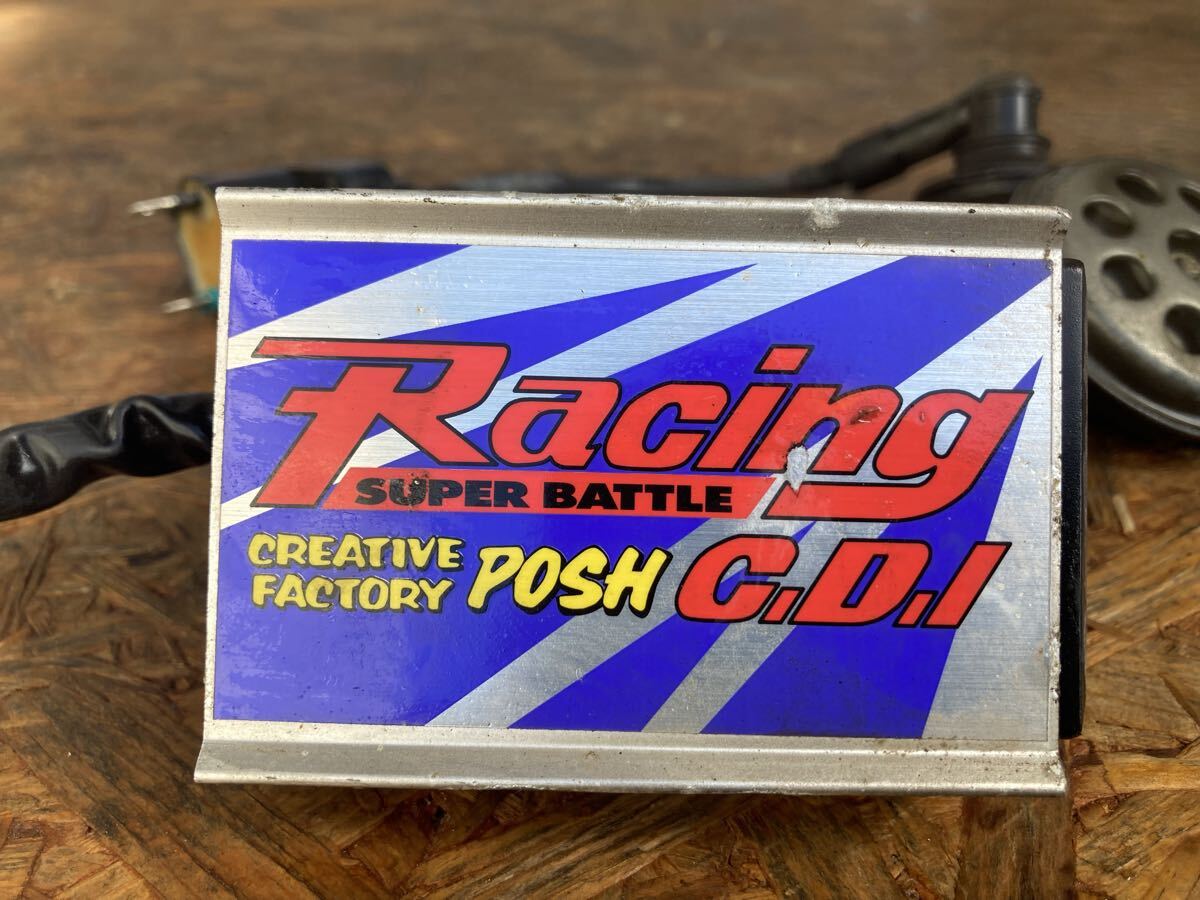 Racing
SUPER BATTLE
CREATIVE
FACTORY
POSH
C.D.I